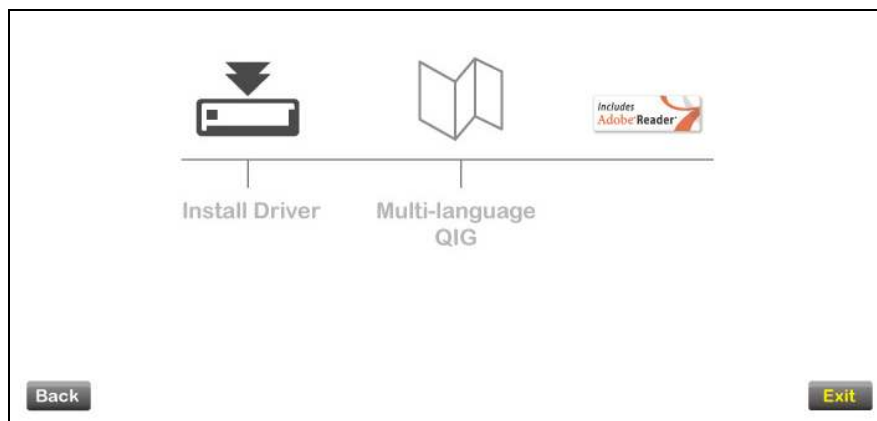 Includes
Adobe Reader
Install Driver
Multi-language
QIG
Back
Exit